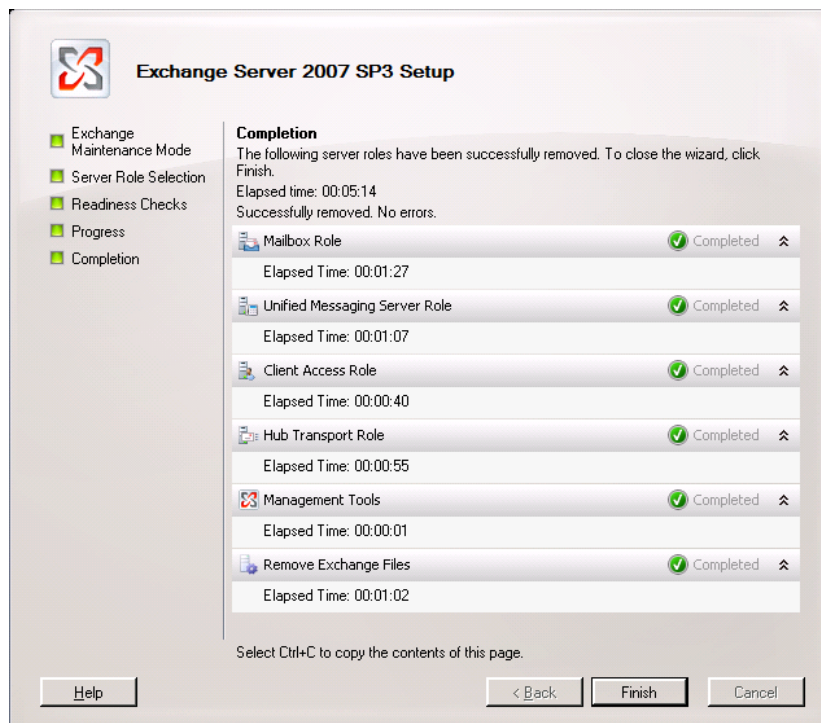 Exchange Server 2007 SP3 Setup
Exchange
Maintenance Mode
Server Role Selection
Readiness Checks
Progress
Completion
Completion
The following server roles have been successfully removed. To close the wizard, click
Finish.
Elapsed time: 00:05:14
Successfully removed. No errors.
Mailbox Role Completed
Elapsed Time: 00:01:27
Unified Messaging Server Role Completed
Elapsed Time: 00:01:07
Client Access Role Completed
Elapsed Time: 00:00:40
Hub Transport Role Completed
Elapsed Time: 00:00:55
Management Tools Completed
Elapsed Time: 00:00:01
Remove Exchange Files Completed
Elapsed Time: 00:01:02
Select Ctrl+C to copy the contents of this page.
Help < Back Finish Cancel